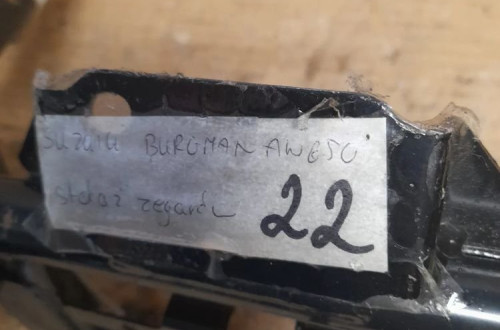 suzuki BURGMAN AN650
stelaż zegarów
22